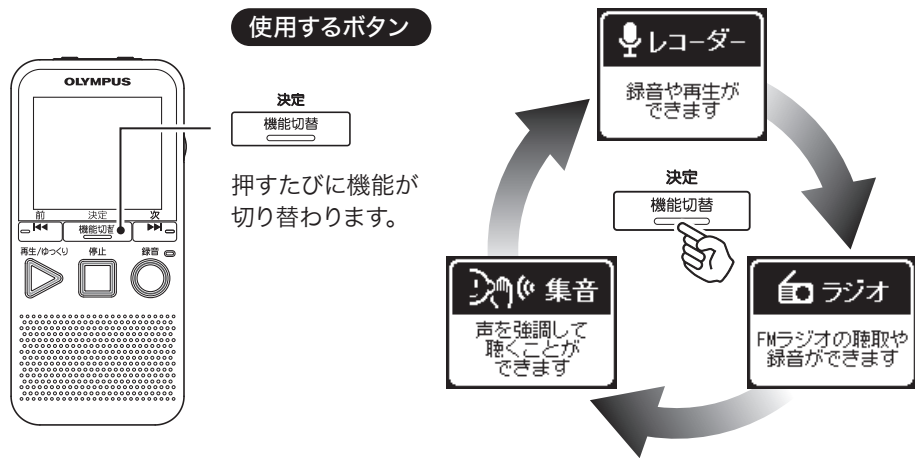 使用するボタン
OLYMPUS
前 決定 次
機能切替
再生/ゆっくり 停止 録音
決定
機能切替
押すたびに機能が
切り替わります。
レコーダー
録音や再生が
できます
決定
機能切替
ラジオ
FMラジオの聴取や
録音ができます
集音
声を強調して
聴くことが
できます